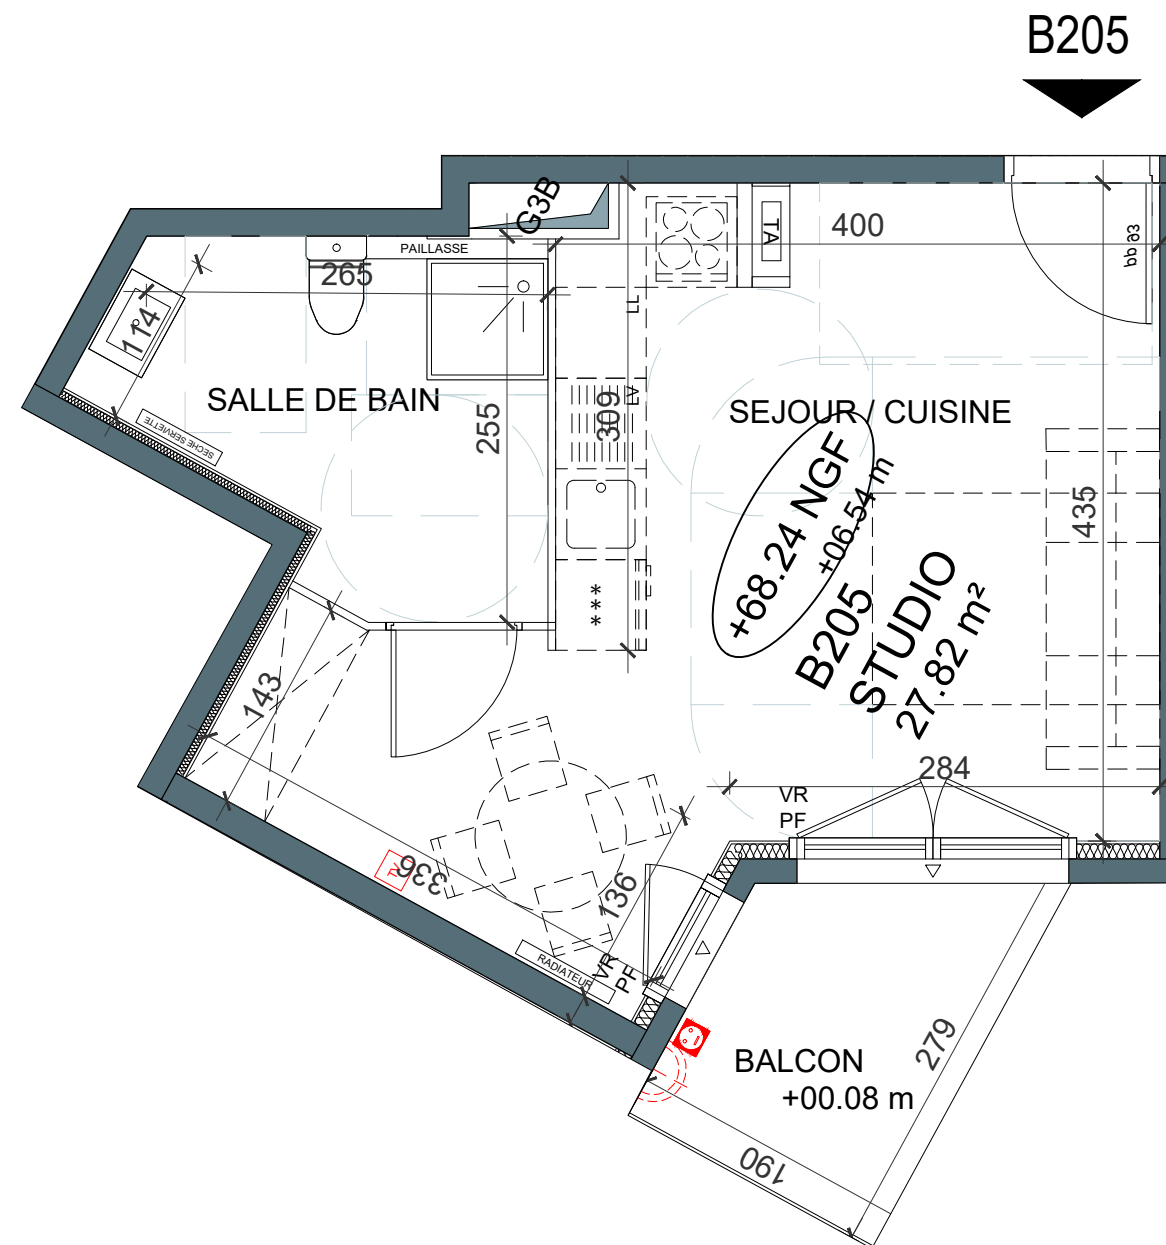 B205
G3B
PAILLASSE
TA
400
pp 93
265
114
LL
LV
309
SALLE DE BAIN
255
SEJOUR / CUISINE
SECHE SERVIETTE
+68.24 NGF
+06.54 m
435
B205
STUDIO
27.82 m²
***
143
284
VR
PF
336
136
RADIATEUR
VR
PF
BALCON
+00.08 m
279
190